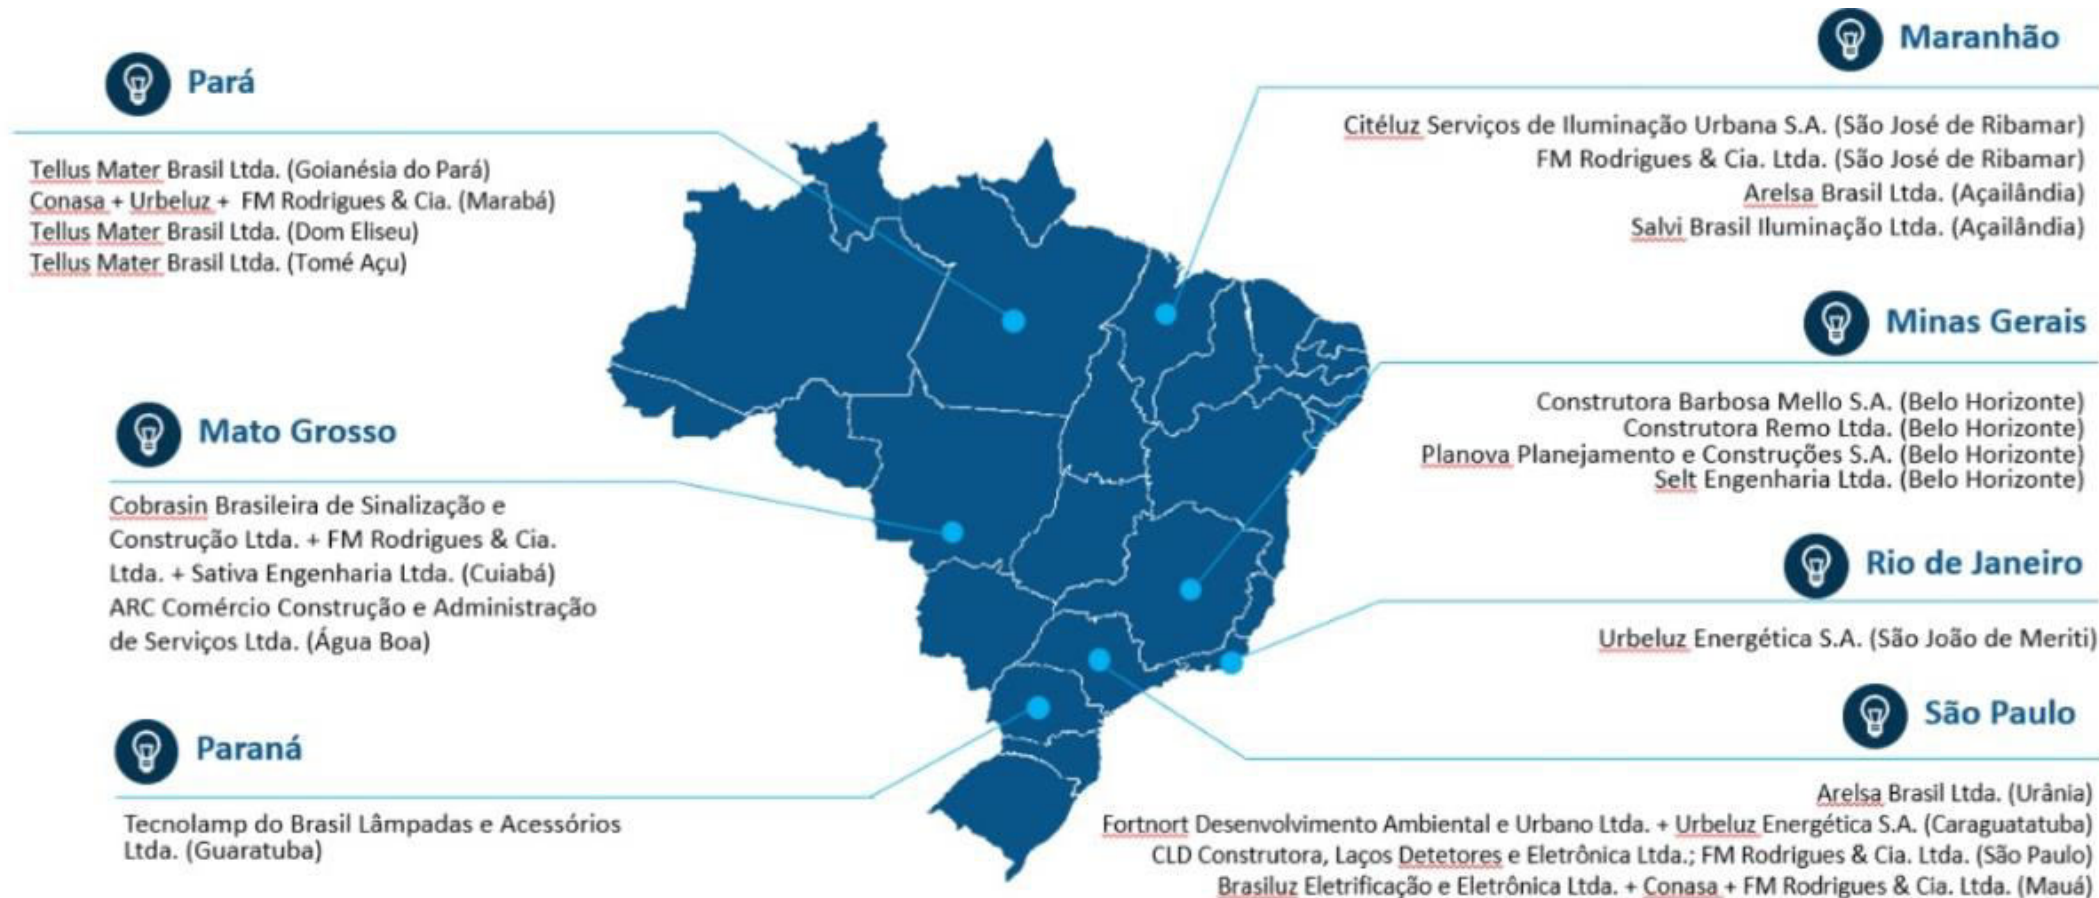 Pará
Tellus Mater Brasil Ltda. (Goianésia do Pará)
Conasa + Urbeluz + FM Rodrigues & Cia. (Marabá)
Tellus Mater Brasil Ltda. (Dom Eliseu)
Tellus Mater Brasil Ltda. (Tomé Açu)
Mato Grosso
Cobrasin Brasileira de Sinalização e
Construção Ltda. + FM Rodrigues & Cia.
Ltda. + Sativa Engenharia Ltda. (Cuiabá)
ARC Comércio Construção e Administração
de Serviços Ltda. (Água Boa)
Paraná
Tecnolamp do Brasil Lâmpadas e Acessórios
Ltda. (Guaratuba)
Maranhão
Citéluz Serviços de Iluminação Urbana S.A. (São José de Ribamar)
FM Rodrigues & Cia. Ltda. (São José de Ribamar)
Arelsa Brasil Ltda. (Açailândia)
Salvi Brasil Iluminação Ltda. (Açailândia)
Minas Gerais
Construtora Barbosa Mello S.A. (Belo Horizonte)
Construtora Remo Ltda. (Belo Horizonte)
Planova Planejamento e Construções S.A. (Belo Horizonte)
Selt Engenharia Ltda. (Belo Horizonte)
Rio de Janeiro
Urbeluz Energética S.A. (São João de Meriti)
São Paulo
Arelsa Brasil Ltda. (Urânia)
Fortnort Desenvolvimento Ambiental e Urbano Ltda. + Urbeluz Energética S.A. (Caraguatatuba)
CLD Construtora, Laços Detetores e Eletrônica Ltda.; FM Rodrigues & Cia. Ltda. (São Paulo)
Brasiluz Eletrificação e Eletrônica Ltda. + Conasa + FM Rodrigues & Cia. Ltda. (Mauá)